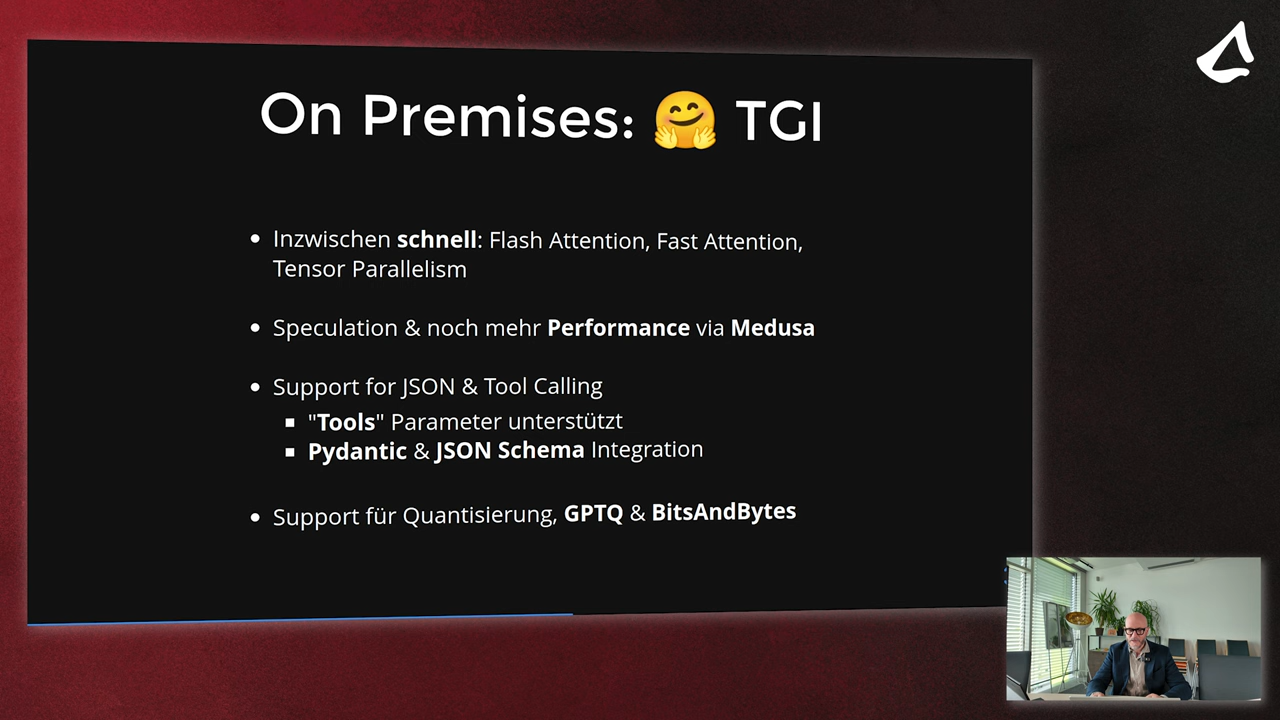 On Premises: 🤗 TGI
Inzwischen schnell: Flash Attention, Fast Attention,
Tensor Parallelism
Speculation & noch mehr Performance via Medusa
Support for JSON & Tool Calling
"Tools" Parameter unterstützt
Pydantic & JSON Schema Integration
Support für Quantisierung, GPTQ & BitsAndBytes